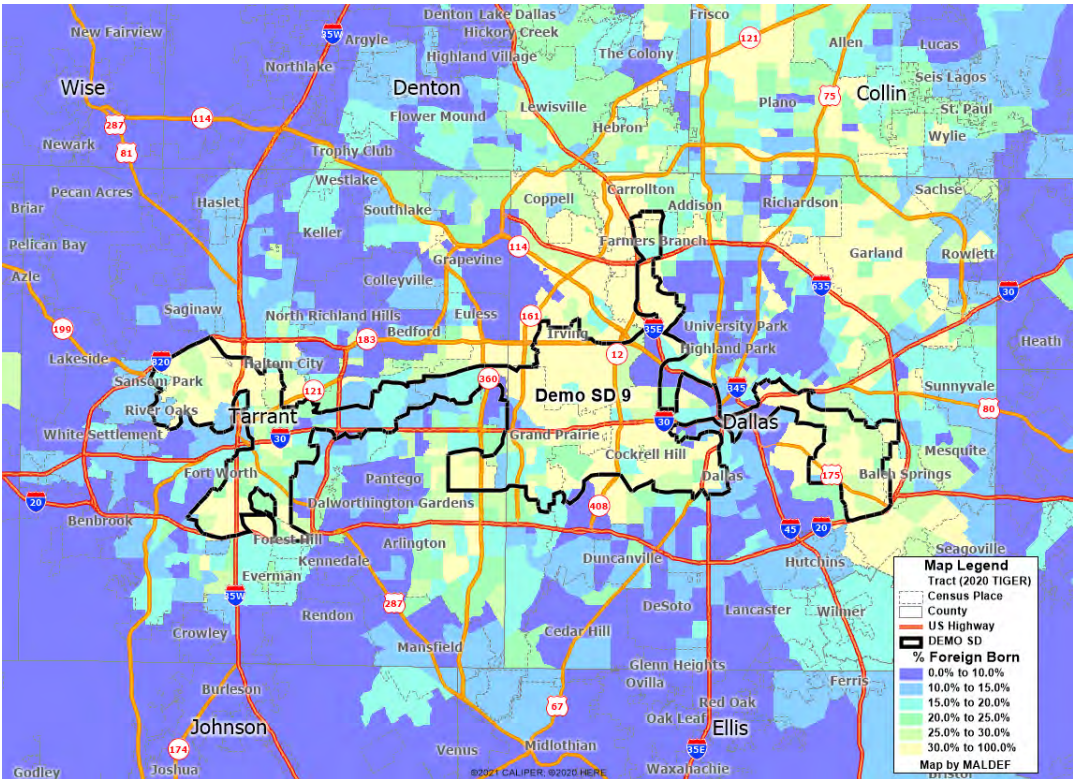 Denton Lake Dallas
Frisco
New Fairview
35W
Argyle
Hickory Creek
121
Allen
Lucas
Highland Village
The Colony
Northlake
Seis Lagos
Wise
Denton
Plano
75
Collin
Lewisville
St. Paul
287
114
Flower Mound
Hebron
Wylie
Newark
81
Trophy Club
Pecan Acres
Westlake
Carrollton
Sachse
Haslet
Coppell
Addison
Richardson
Briar
Southlake
Keller
Farmers Branch
Pelican Bay
114
Garland
Rowlett
Grapevine
Azle
Colleyville
635
30
Saginaw
North Richland Hills
Euless
161
University Park
199
183
Bedford
Irving
35E
Heath
Lakeside
820
Haltom City
12
Highland Park
Sansom Park
121
360
345
Sunnyvale
Demo SD 9
River Oaks
Tarrant
80
White Settlement
30
Grand Prairie
30
Dallas
Cockrell Hill
Mesquite
Fort Worth
Pantego
Dallas
175
Balch Springs
20
Dalworthington Gardens
408
Benbrook
45
20
Forest Hill
Arlington
Kennedale
Duncanville
Hutchins
Seagoville
Everman
35W
287
Rendon
DeSoto
Lancaster
Wilmer
Crowley
Cedar Hill
Mansfield
Glenn Heights
Ovilla
Ferris
Burleson
67
Red Oak
Oak Leaf
Johnson
Ellis
174
Venus
Midlothian
35E
Godley
Joshua
©2021 CALIPER; ©2020 HERE
Waxahachie
Bristol
Map Legend
Tract (2020 TIGER)
Census Place
County
US Highway
DEMO SD
% Foreign Born
0.0% to 10.0%
10.0% to 15.0%
15.0% to 20.0%
20.0% to 25.0%
25.0% to 30.0%
30.0% to 100.0%
Map by MALDEF